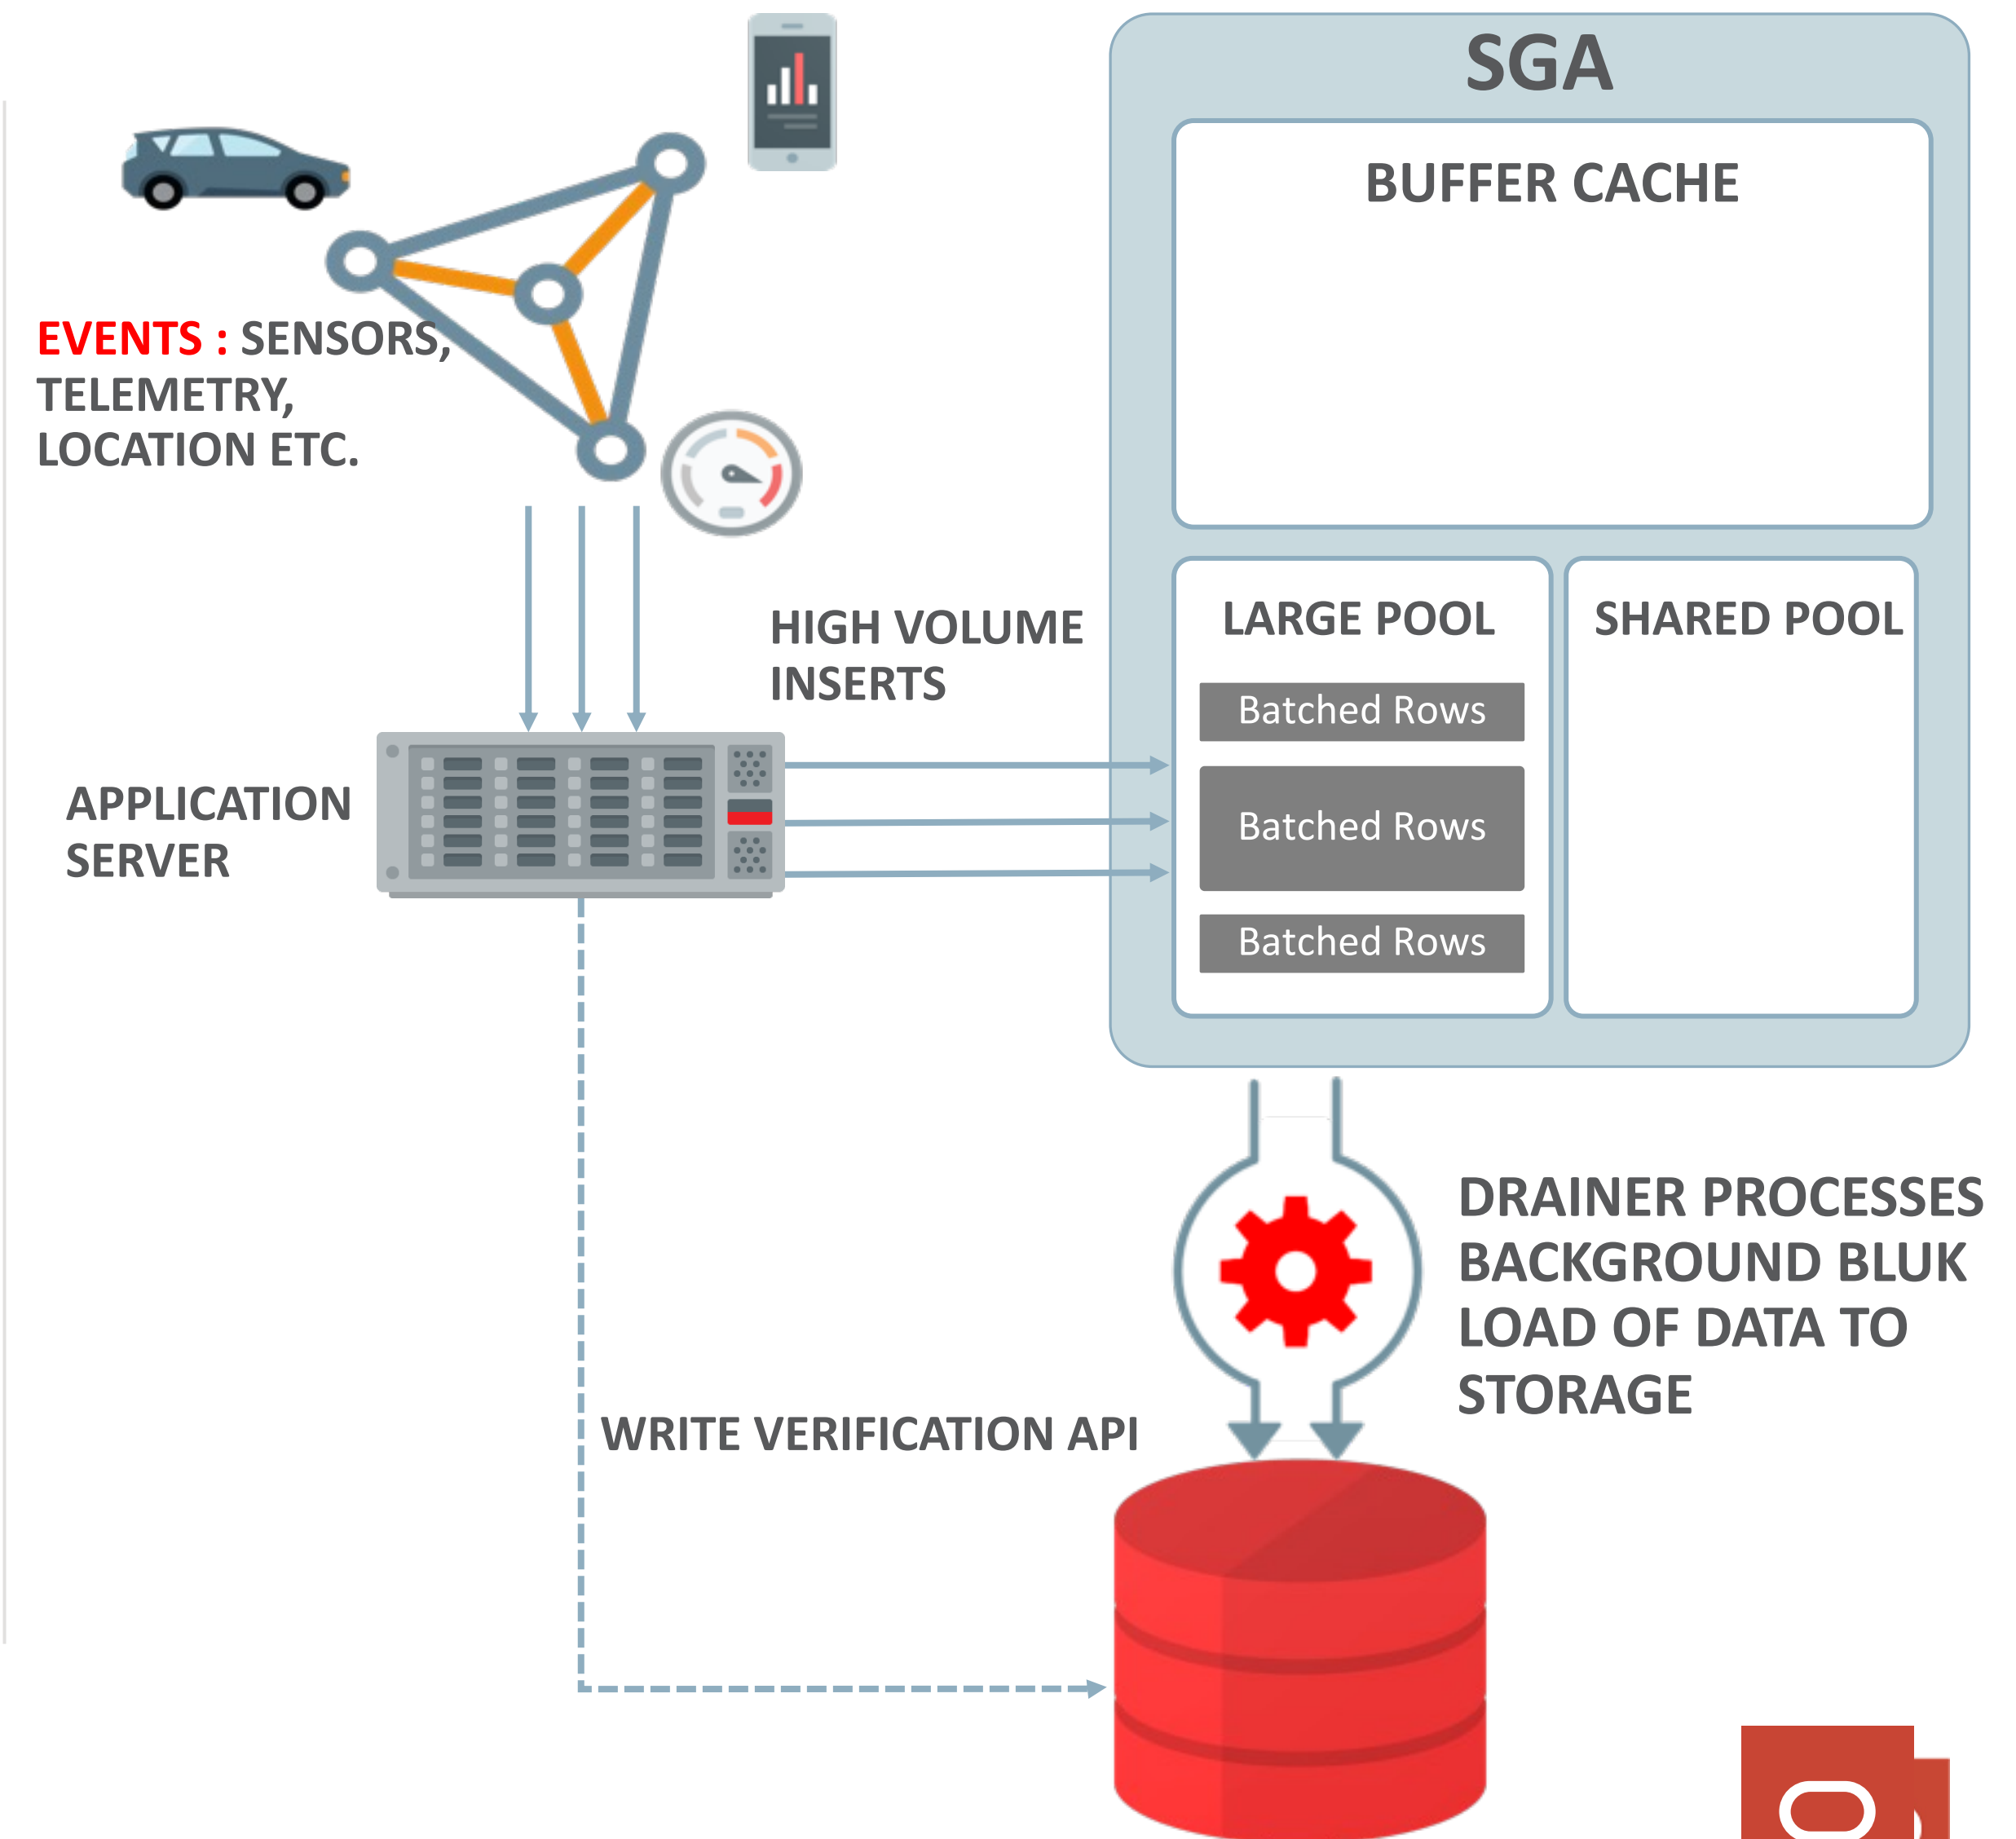 SGA
BUFFER CACHE
EVENTS : SENSORS,
TELEMETRY,
LOCATION ETC.
HIGH VOLUME
INSERTS
LARGE POOL
SHARED POOL
Batched Rows
Batched Rows
Batched Rows
APPLICATION
SERVER
DRAINER PROCESSES
BACKGROUND BLUK
LOAD OF DATA TO
STORAGE
WRITE VERIFICATION API